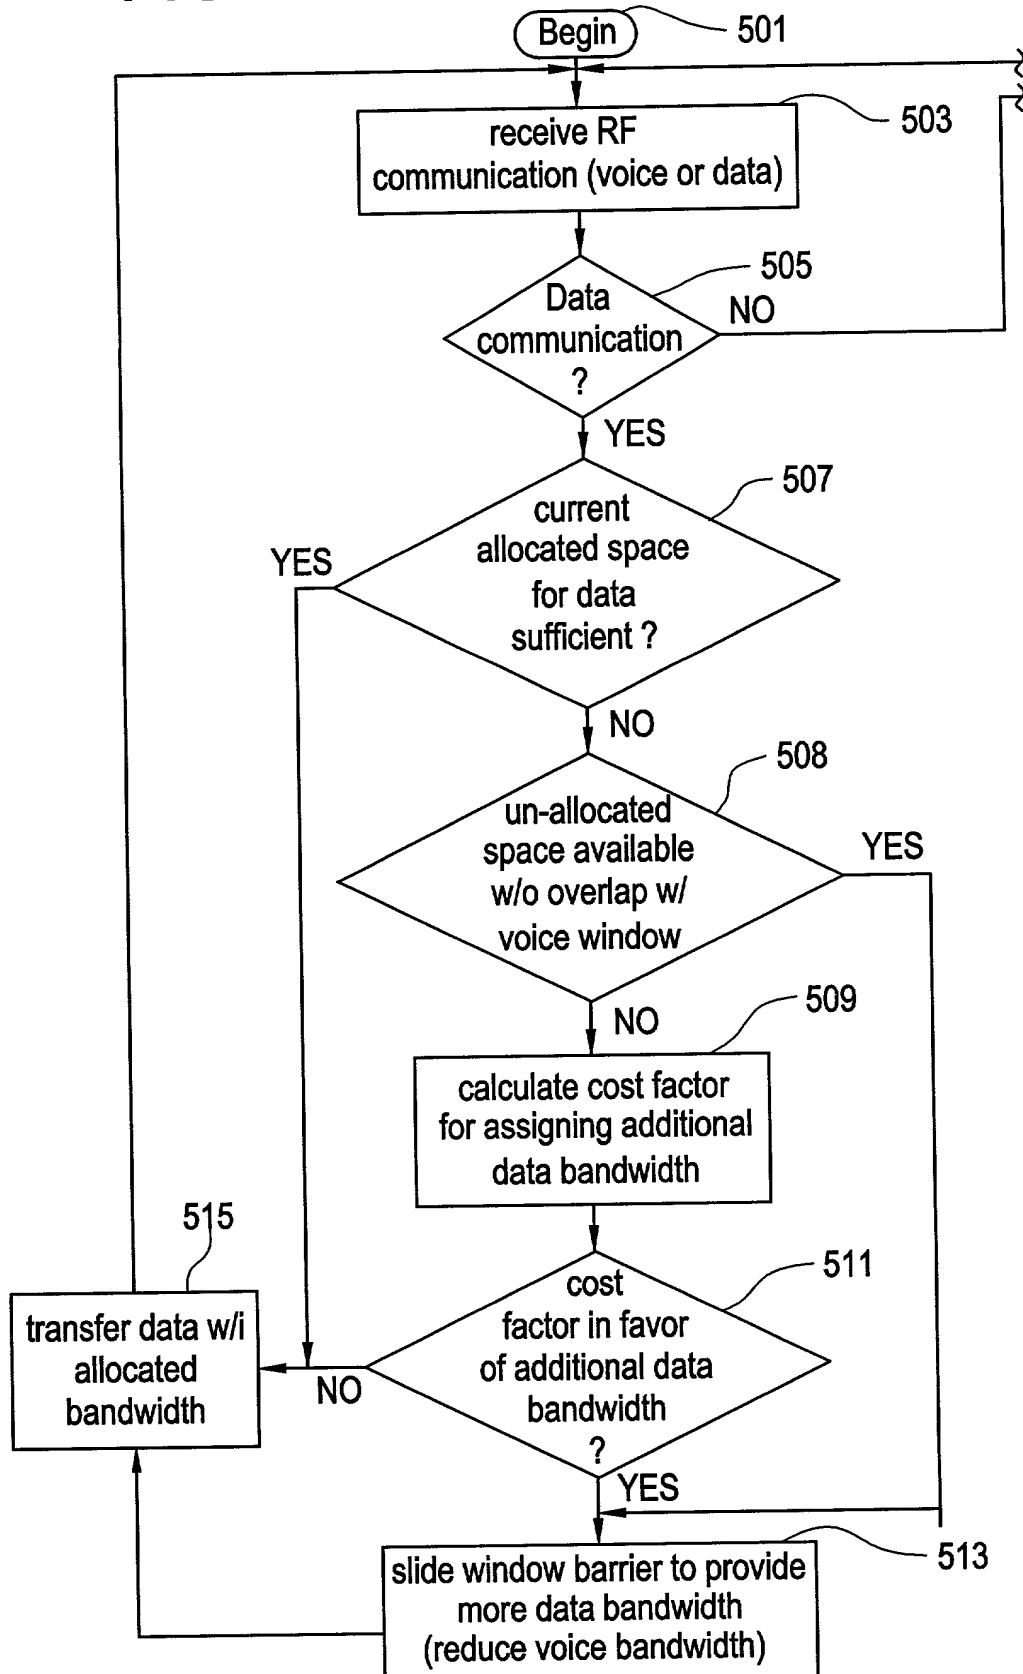 Begin
501
receive RF
communication (voice or data)
503
Data
communication
?
505
NO
YES
current
allocated space
for data
sufficient ?
507
YES
NO
un-allocated
space available
w/o overlap w/
voice window
508
YES
NO
509
calculate cost factor
for assigning additional
data bandwidth
515
transfer data w/i
allocated
bandwidth
cost
factor in favor
of additional data
bandwidth
?
511
NO
YES
slide window barrier to provide
more data bandwidth
(reduce voice bandwidth)
513